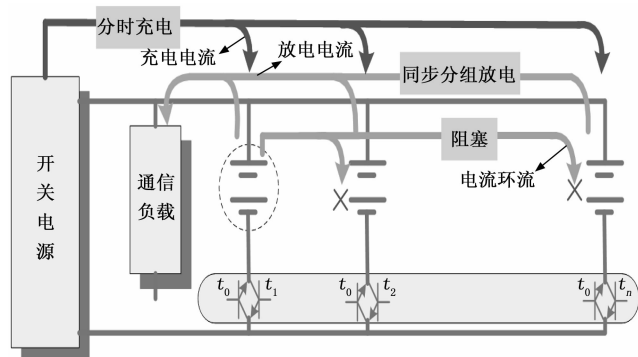 分时充电
充电电流
放电电流
同步分组放电
开关电源
通信负载
阻塞
电流环流
t0 t1
t0 t2
t0 tn